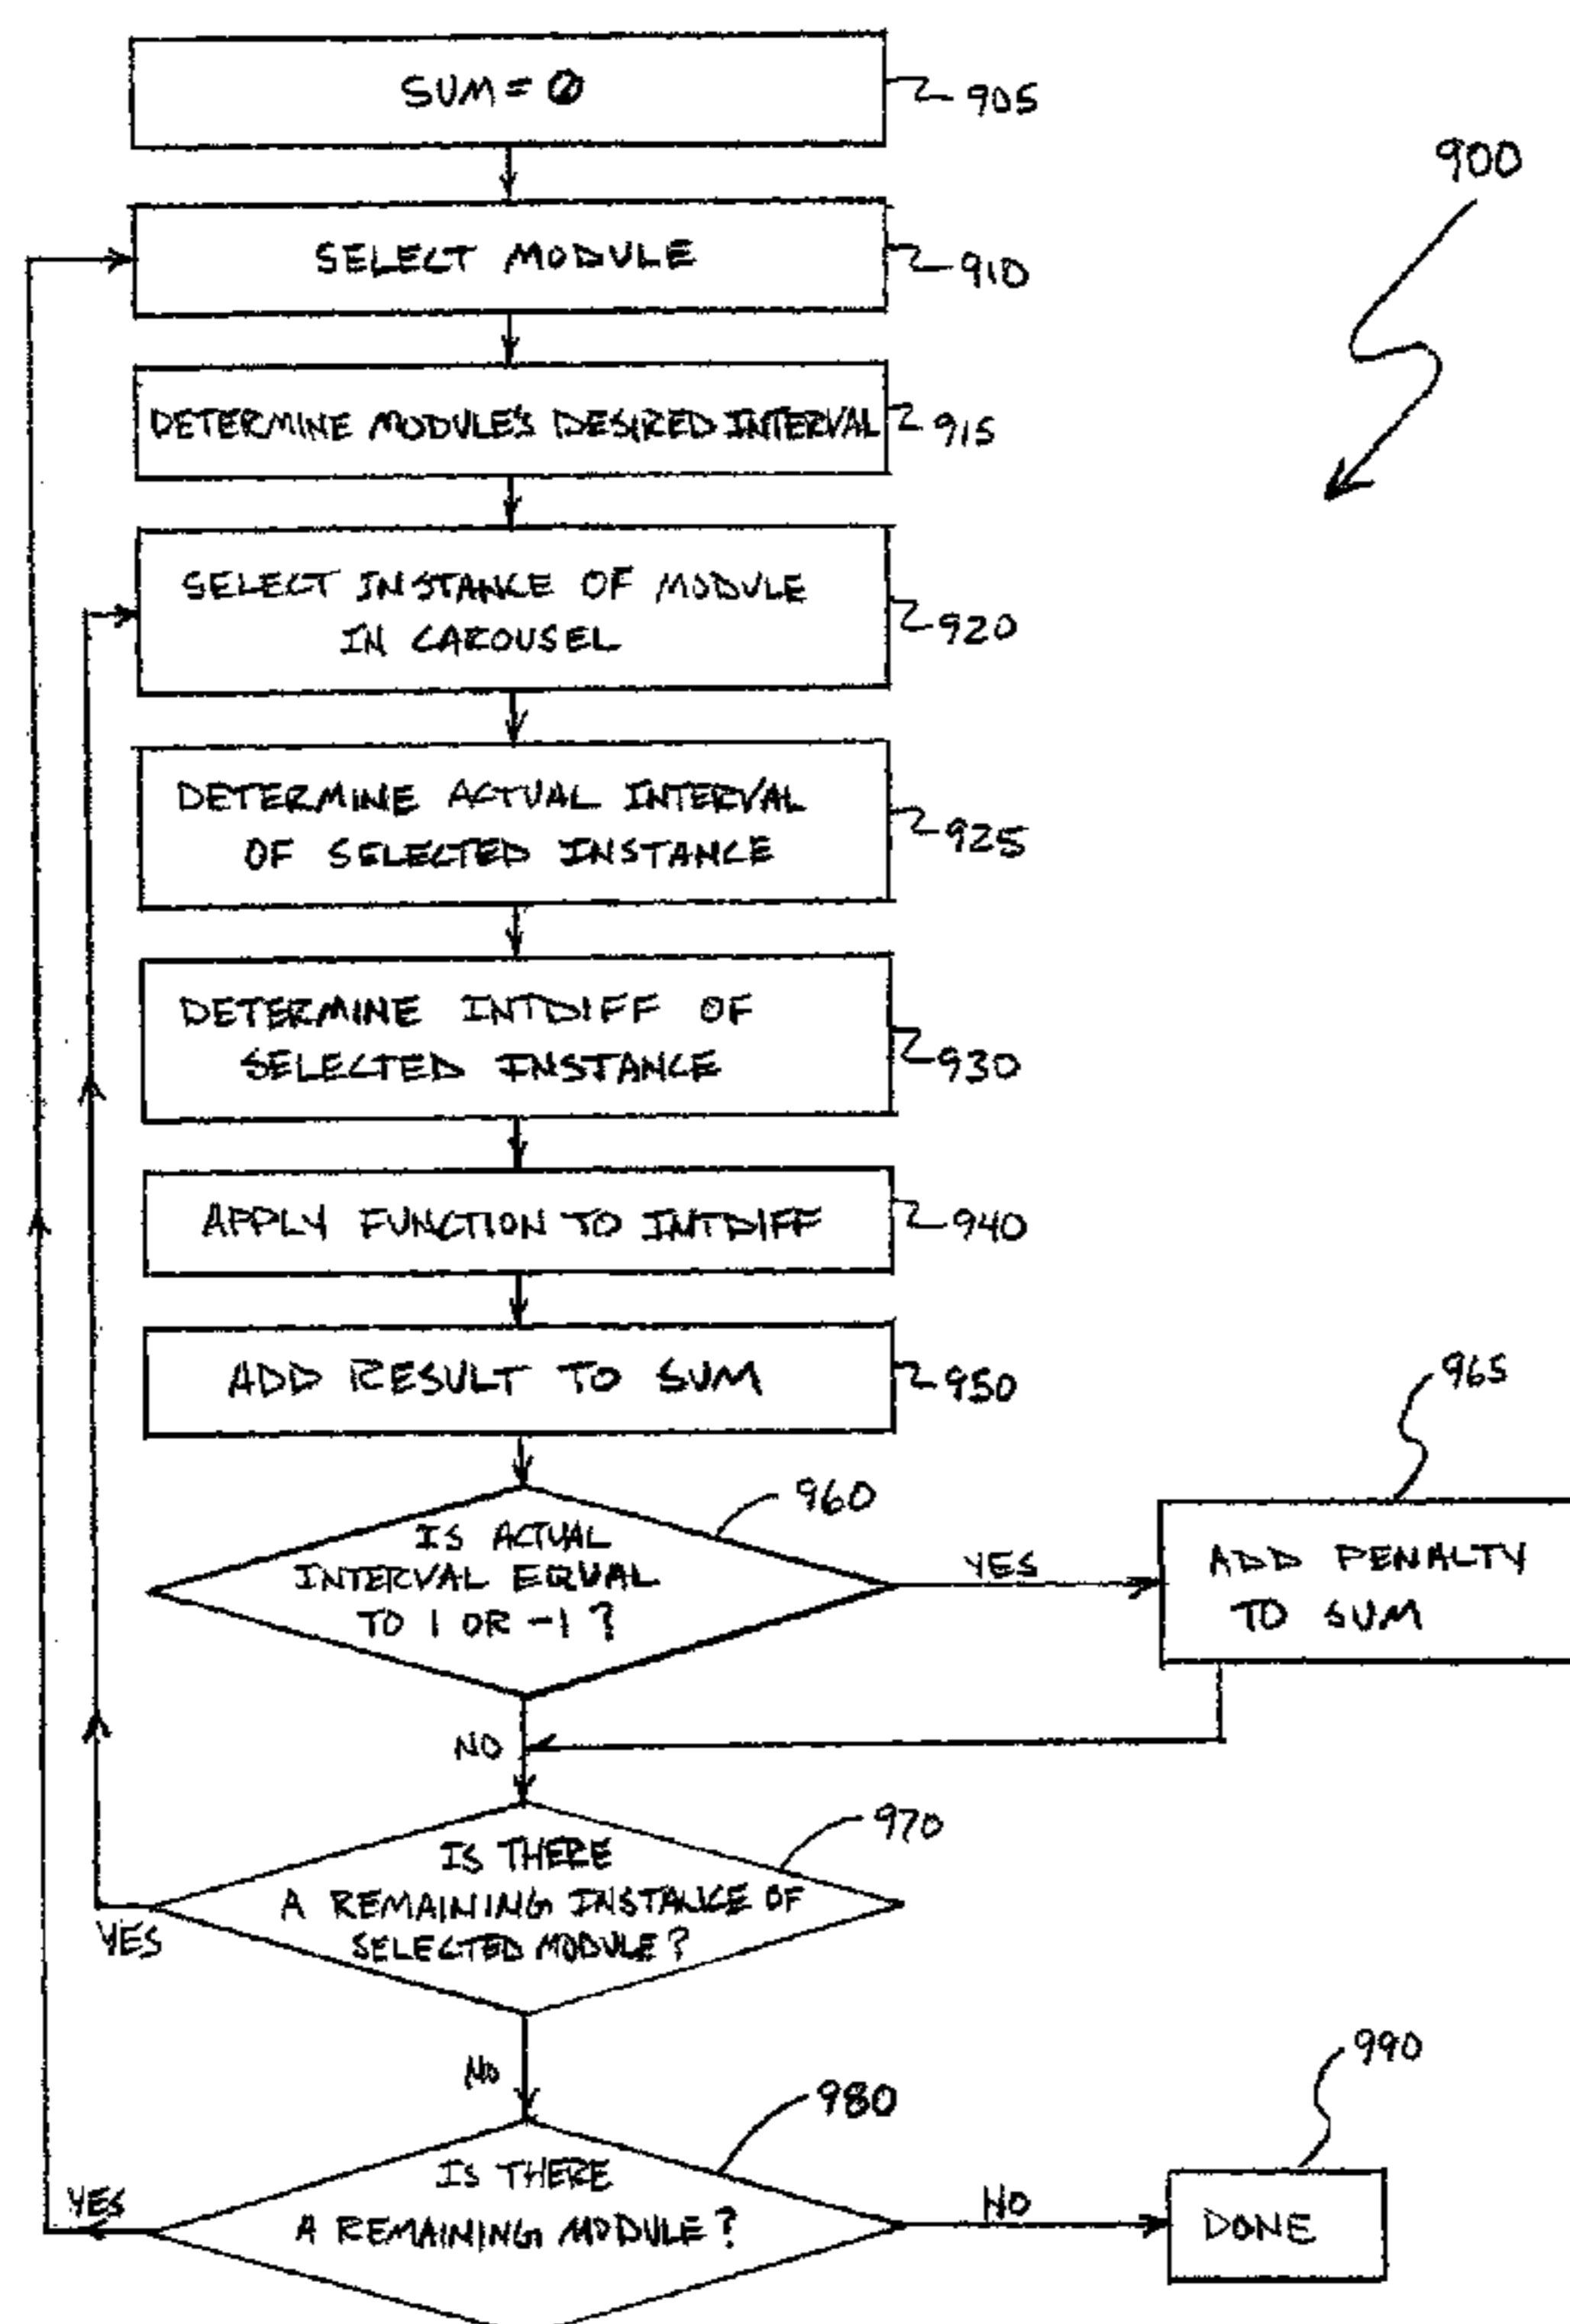 SUM = 0
905
900
SELECT MODULE
910
DETERMINE MODULE'S DESIRED INTERVAL
915
SELECT INSTANCE OF MODULE
IN CAROUSEL
920
DETERMINE ACTUAL INTERVAL
OF SELECTED INSTANCE
925
DETERMINE INTDIFF OF
SELECTED INSTANCE
930
APPLY FUNCTION TO INTDIFF
940
ADD RESULT TO SUM
950
960
IS ACTUAL
INTERVAL EQUAL
TO 1 OR -1?
YES
965
ADD PENALTY
TO SUM
NO
970
IS THERE
A REMAINING INSTANCE OF
SELECTED MODULE?
YES
NO
980
IS THERE
A REMAINING MODULE?
YES
NO
990
DONE